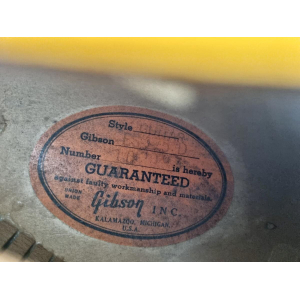 Style
Gibson
Number is hereby
GUARANTEED
against faulty workmanship and materials.
UNION MADE
Gibson INC.
KALAMAZOO, MICHIGAN
U.S.A.